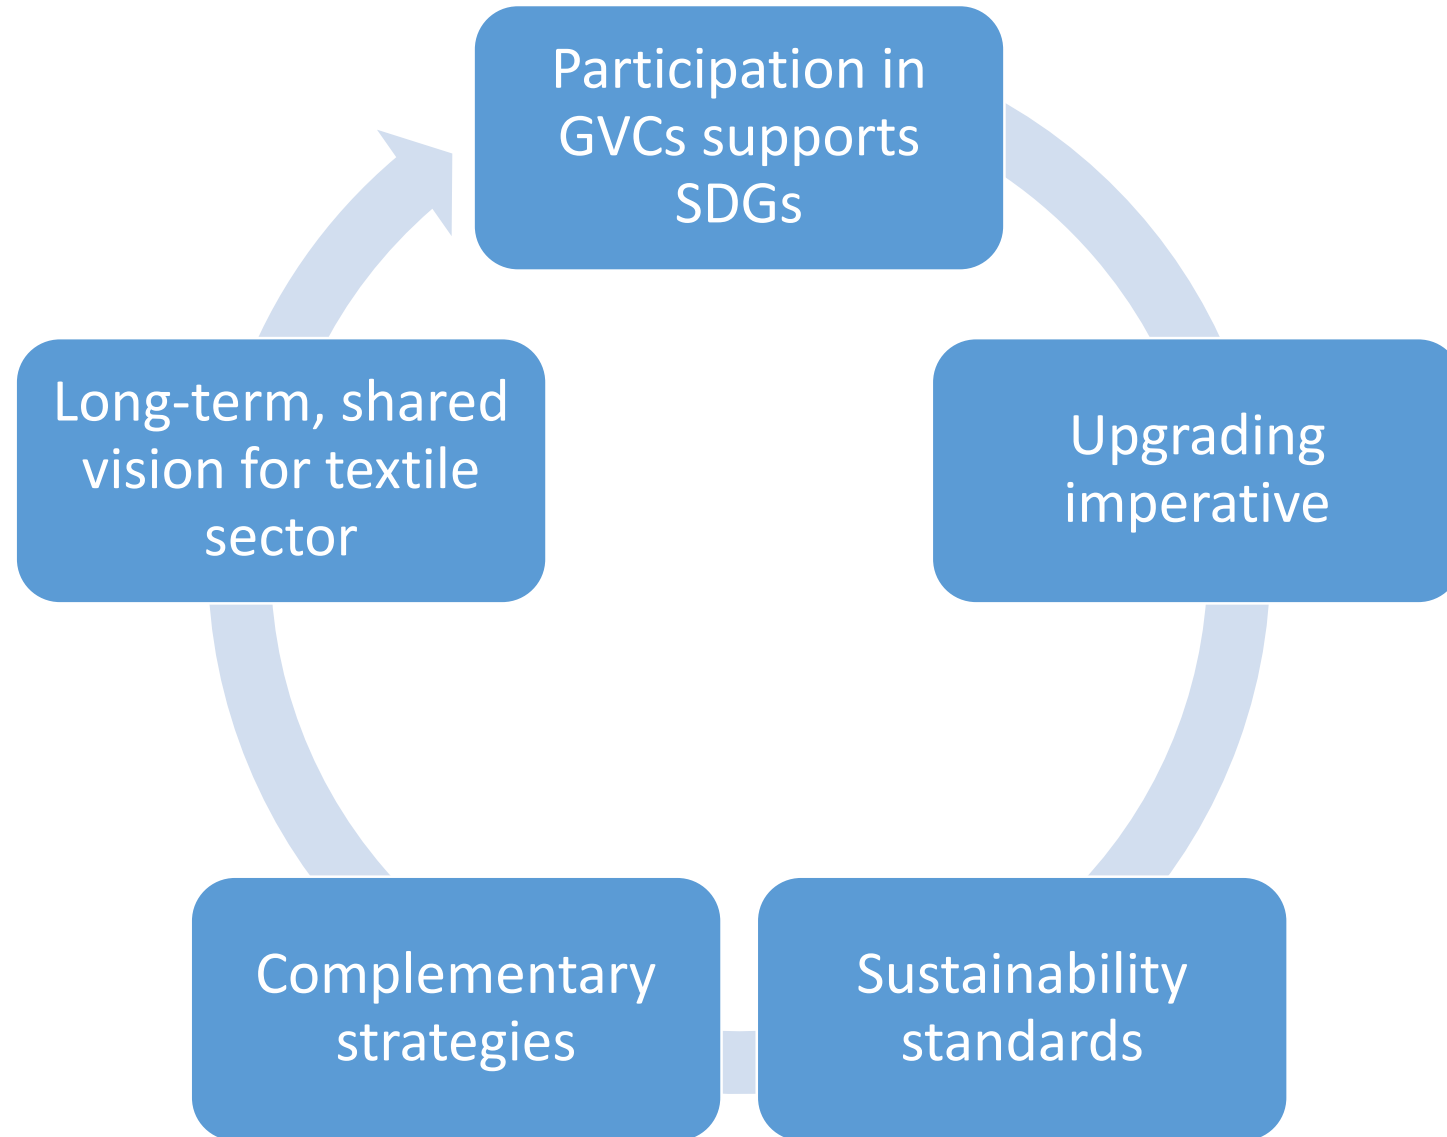 Participation in
GVCs supports
SDGs
Upgrading
imperative
Sustainability
standards
Complementary
strategies
Long-term, shared
vision for textile
sector